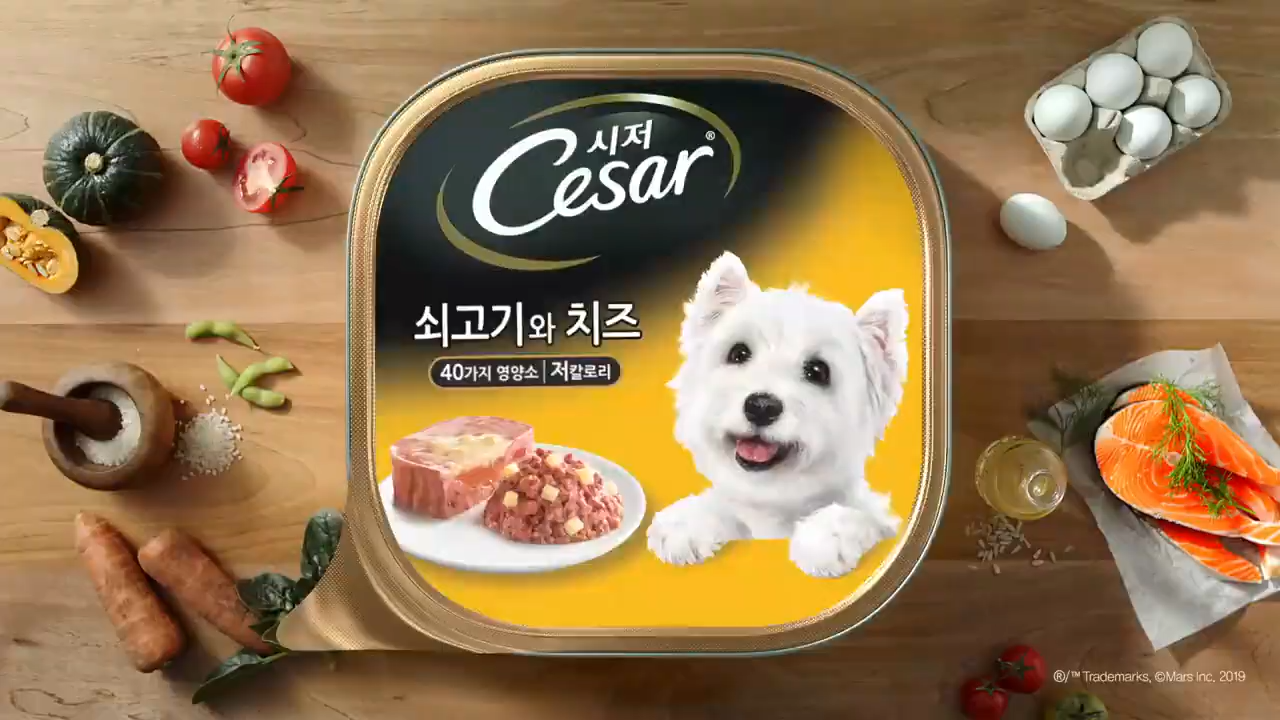 시저
Cesar®
쇠고기와 치즈
40가지 영양소 | 저칼로리
®/™ Trademarks, ©Mars Inc. 2019